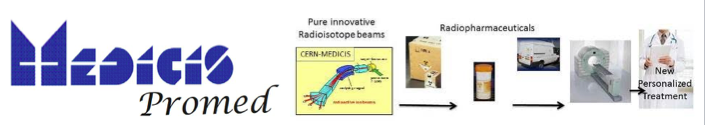 MEDICIS
Promed
Pure innovative
Radioisotope beams
CERN-MEDICIS
Radiopharmaceuticals
New
Personalized
Treatment